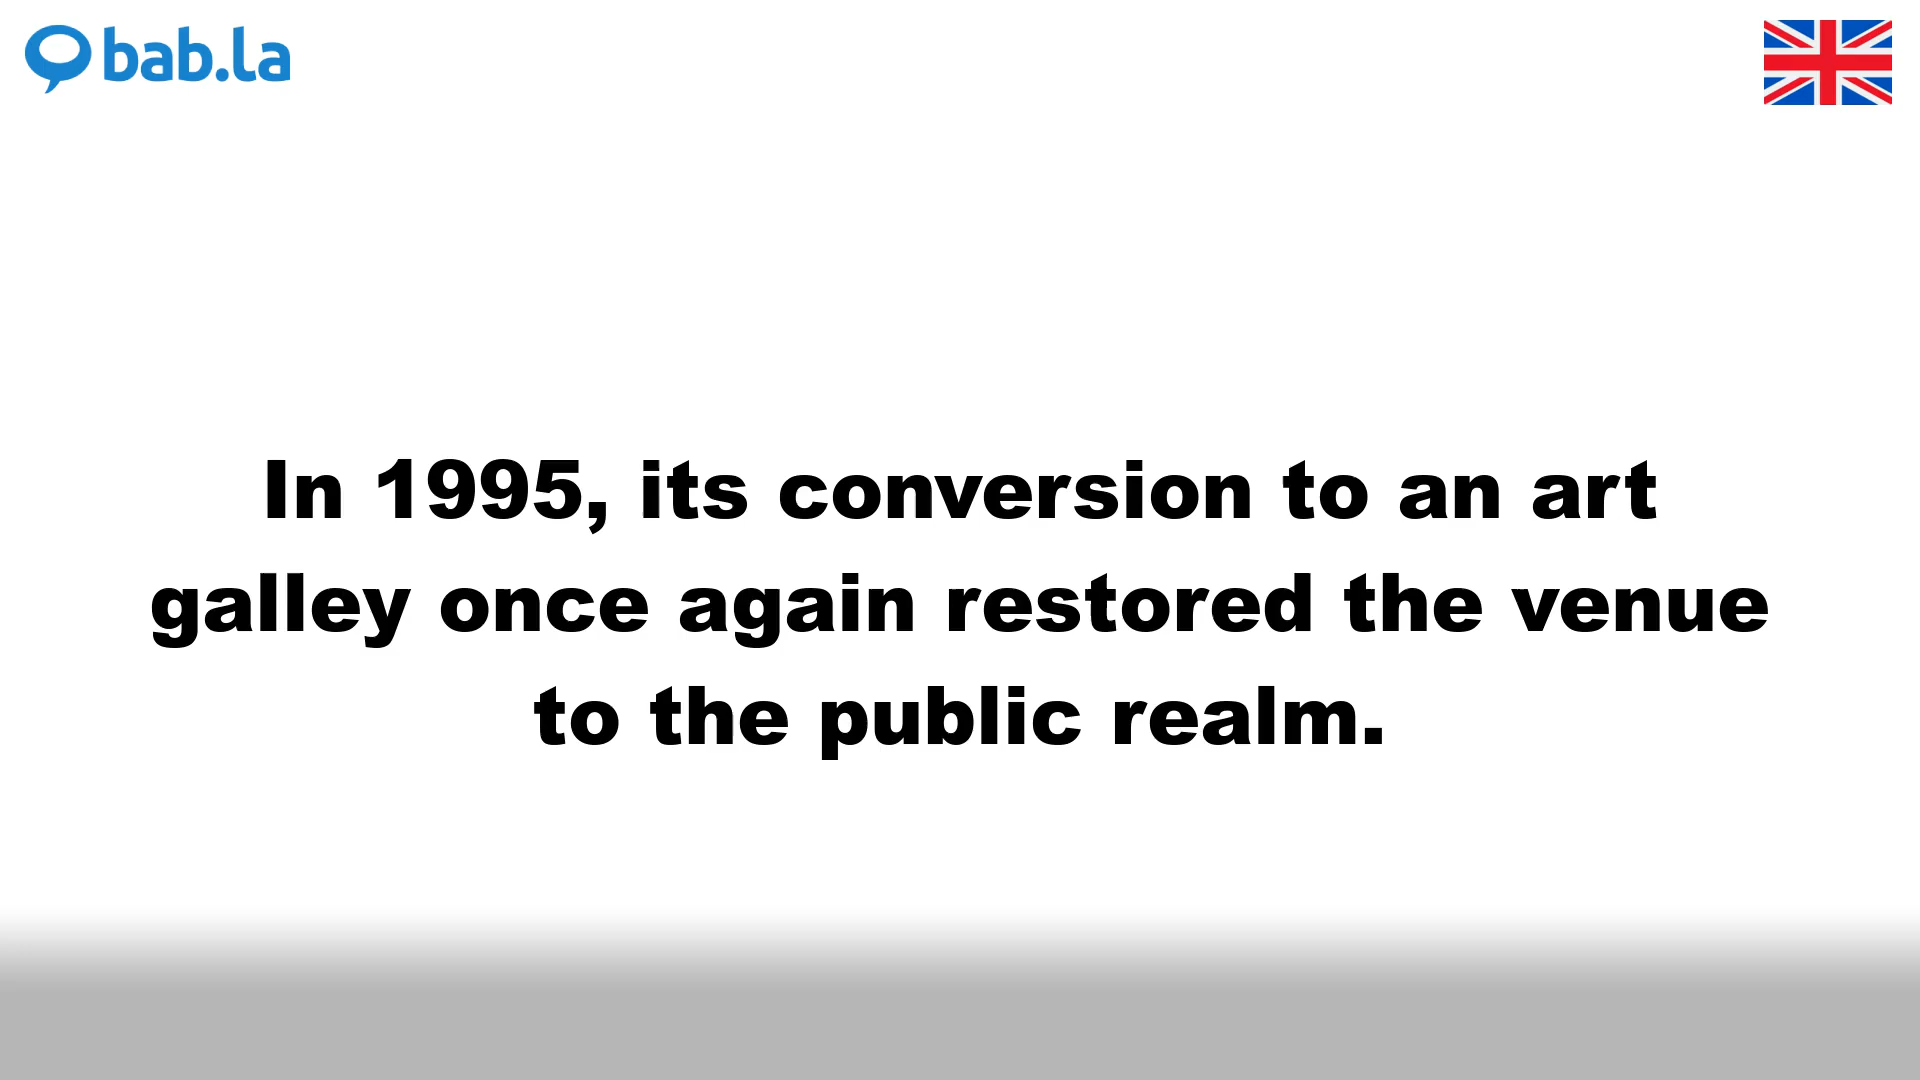 bab.la
In 1995, its conversion to an art
galley once again restored the venue
to the public realm.